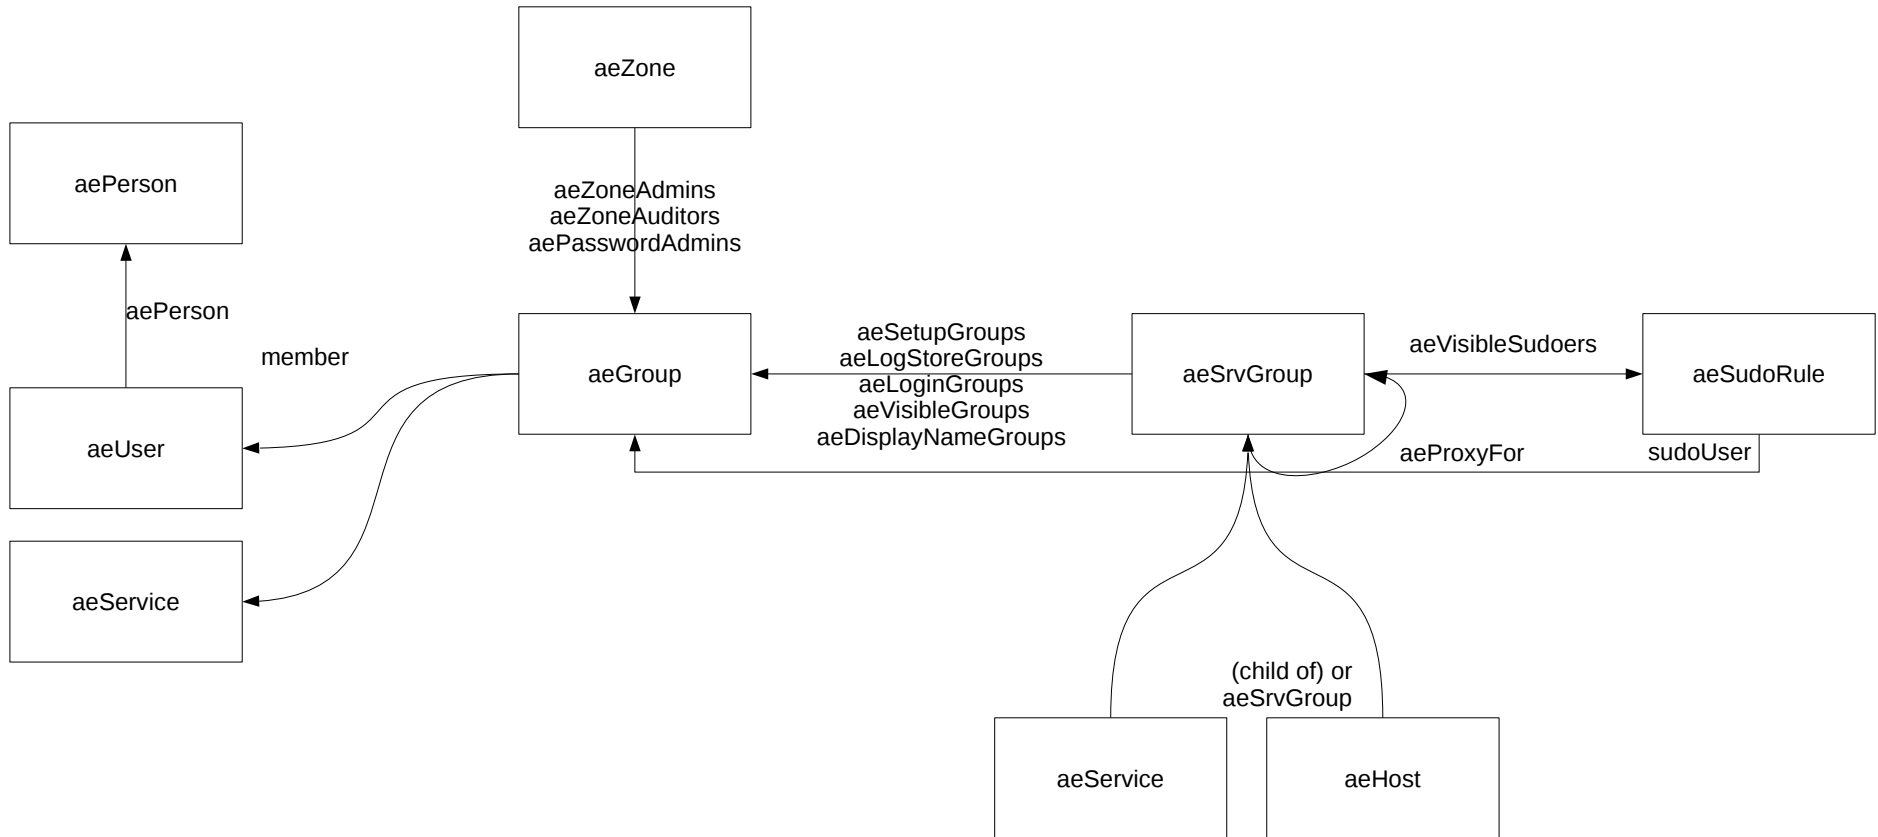 aeZone
aePerson
aeZoneAdmins
aeZoneAuditors
aePasswordAdmins
aePerson
member
aeUser
aeService
aeGroup
aeSetupGroups
aeLogStoreGroups
aeLoginGroups
aeVisibleGroups
aeDisplayNameGroups
aeSrvGroup
aeVisibleSudoers
aeSudoRule
aeProxyFor
sudoUser
(child of) or
aeSrvGroup
aeService
aeHost